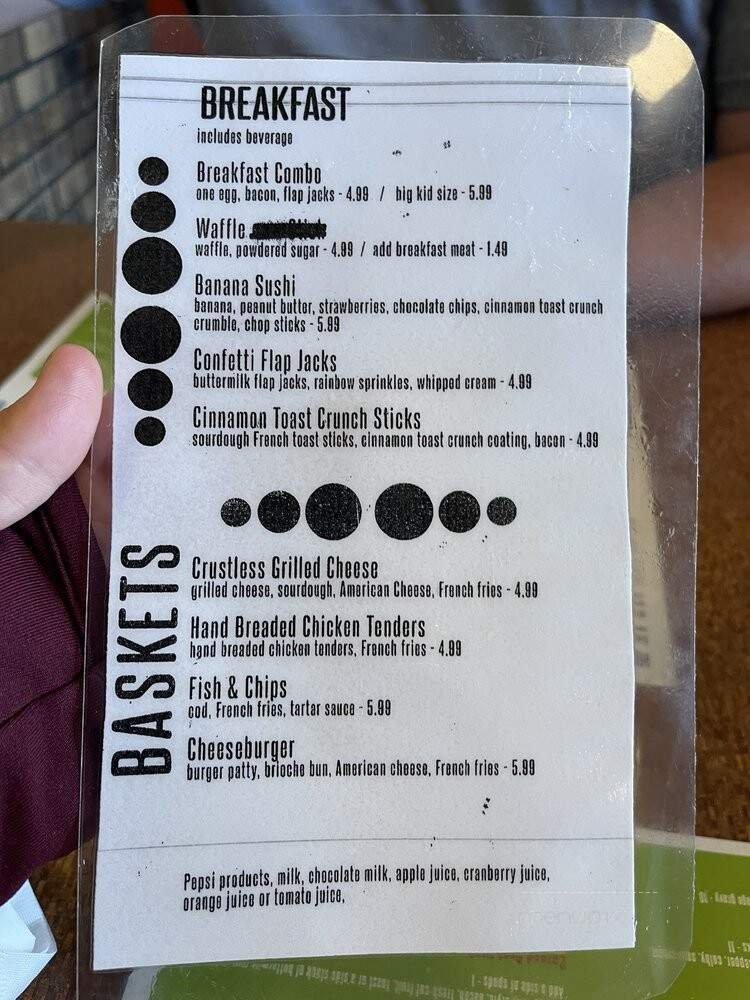 BREAKFAST
includes beverage
Breakfast Combo
one egg, bacon, flap jacks - 4.99 / big kid size - 5.99
Waffle
waffle, powdered sugar - 4.99 / add breakfast meat - 1.49
Banana Sushi
banana, peanut butter, strawberries, chocolate chips, cinnamon toast crunch
crumble, chop sticks - 5.99
Confetti Flap Jacks
buttermilk flap jacks, rainbow sprinkles, whipped cream - 4.99
Cinnamon Toast Crunch Sticks
sourdough French toast sticks, cinnamon toast crunch coating, bacon - 4.99
BASKETS
Crustless Grilled Cheese
grilled cheese, sourdough, American Cheese, French fries - 4.99
Hand Breaded Chicken Tenders
hand breaded chicken tenders, French fries - 4.99
Fish & Chips
cod, French fries, tartar sauce - 5.99
Cheeseburger
burger patty, brioche bun, American cheese, French fries - 5.99
Pepsi products, milk, chocolate milk, apple juice, cranberry juice,
orange juice or tomato juice,